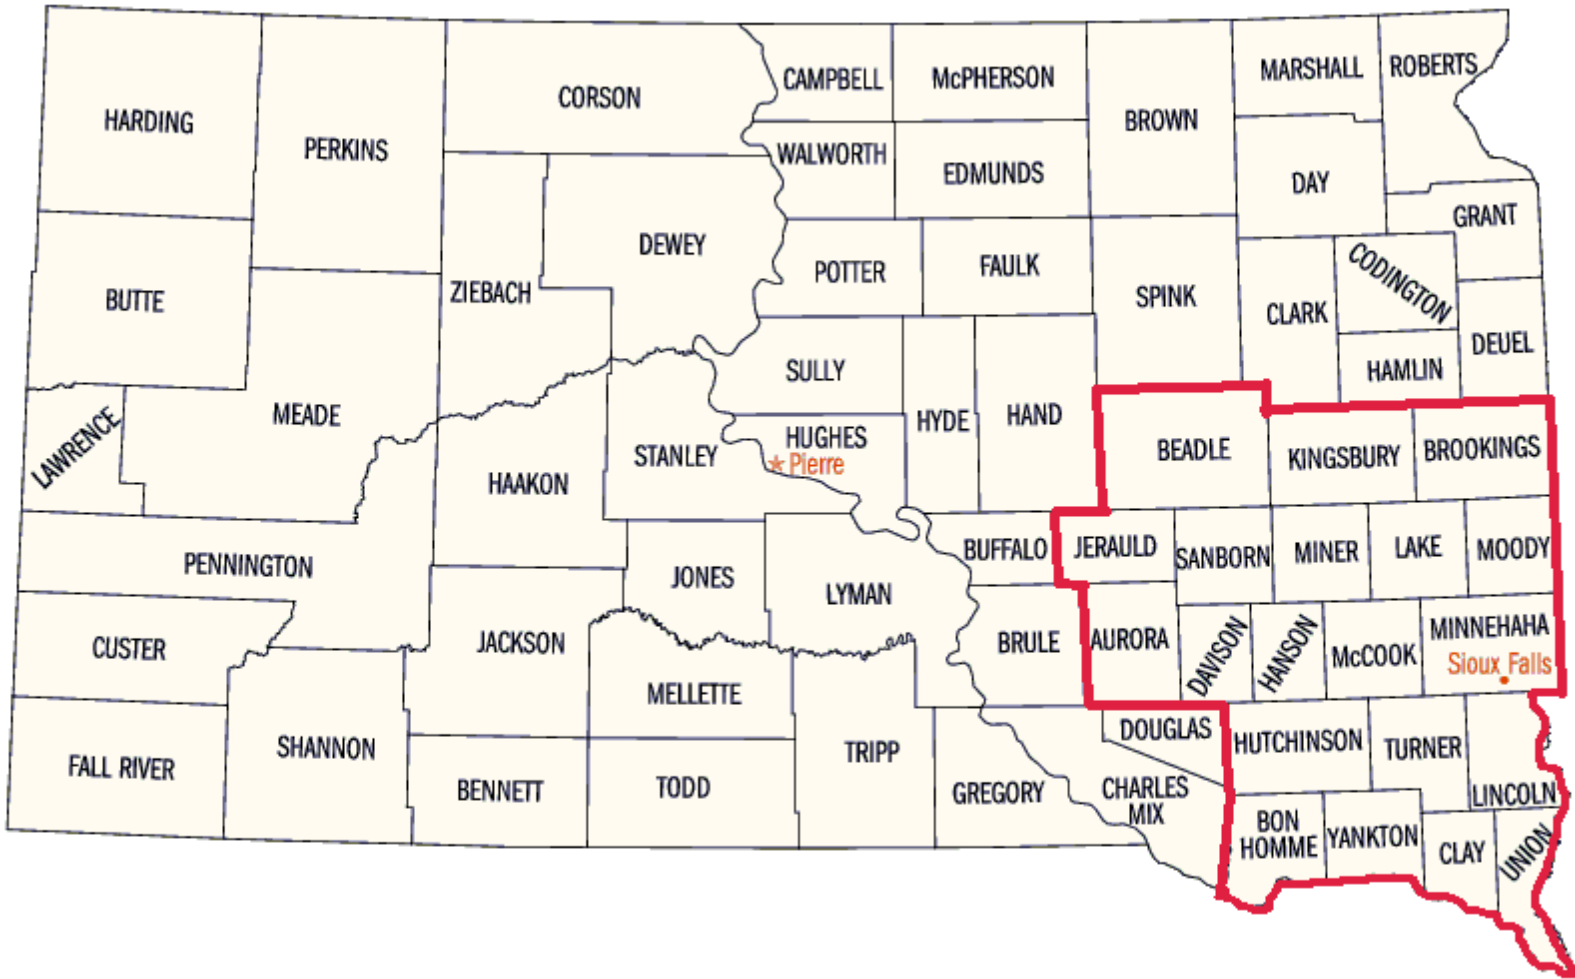 HARDING
PERKINS
CORSON
CAMPBELL
McPHERSON
BROWN
MARSHALL
ROBERTS
WALWORTH
EDMUNDS
DAY
GRANT
BUTTE
ZIEBACH
DEWEY
POTTER
FAULK
SPINK
CLARK
CODINGTON
DEUEL
HAMLIN
LAWRENCE
MEADE
SULLY
HYDE
HAND
HUGHES
Pierre
STANLEY
HAAKON
BEADLE
KINGSBURY
BROOKINGS
PENNINGTON
JONES
LYMAN
BUFFALO
JERAULD
SANBORN
MINER
LAKE
MOODY
CUSTER
JACKSON
MELLETTE
BRULE
AURORA
DAVISON
HANSON
McCOOK
MINNEHAHA
Sioux Falls
FALL RIVER
SHANNON
BENNETT
TODD
TRIPP
GREGORY
DOUGLAS
CHARLES
MIX
HUTCHINSON
TURNER
LINCOLN
BON
HOMME
YANKTON
CLAY
UNION